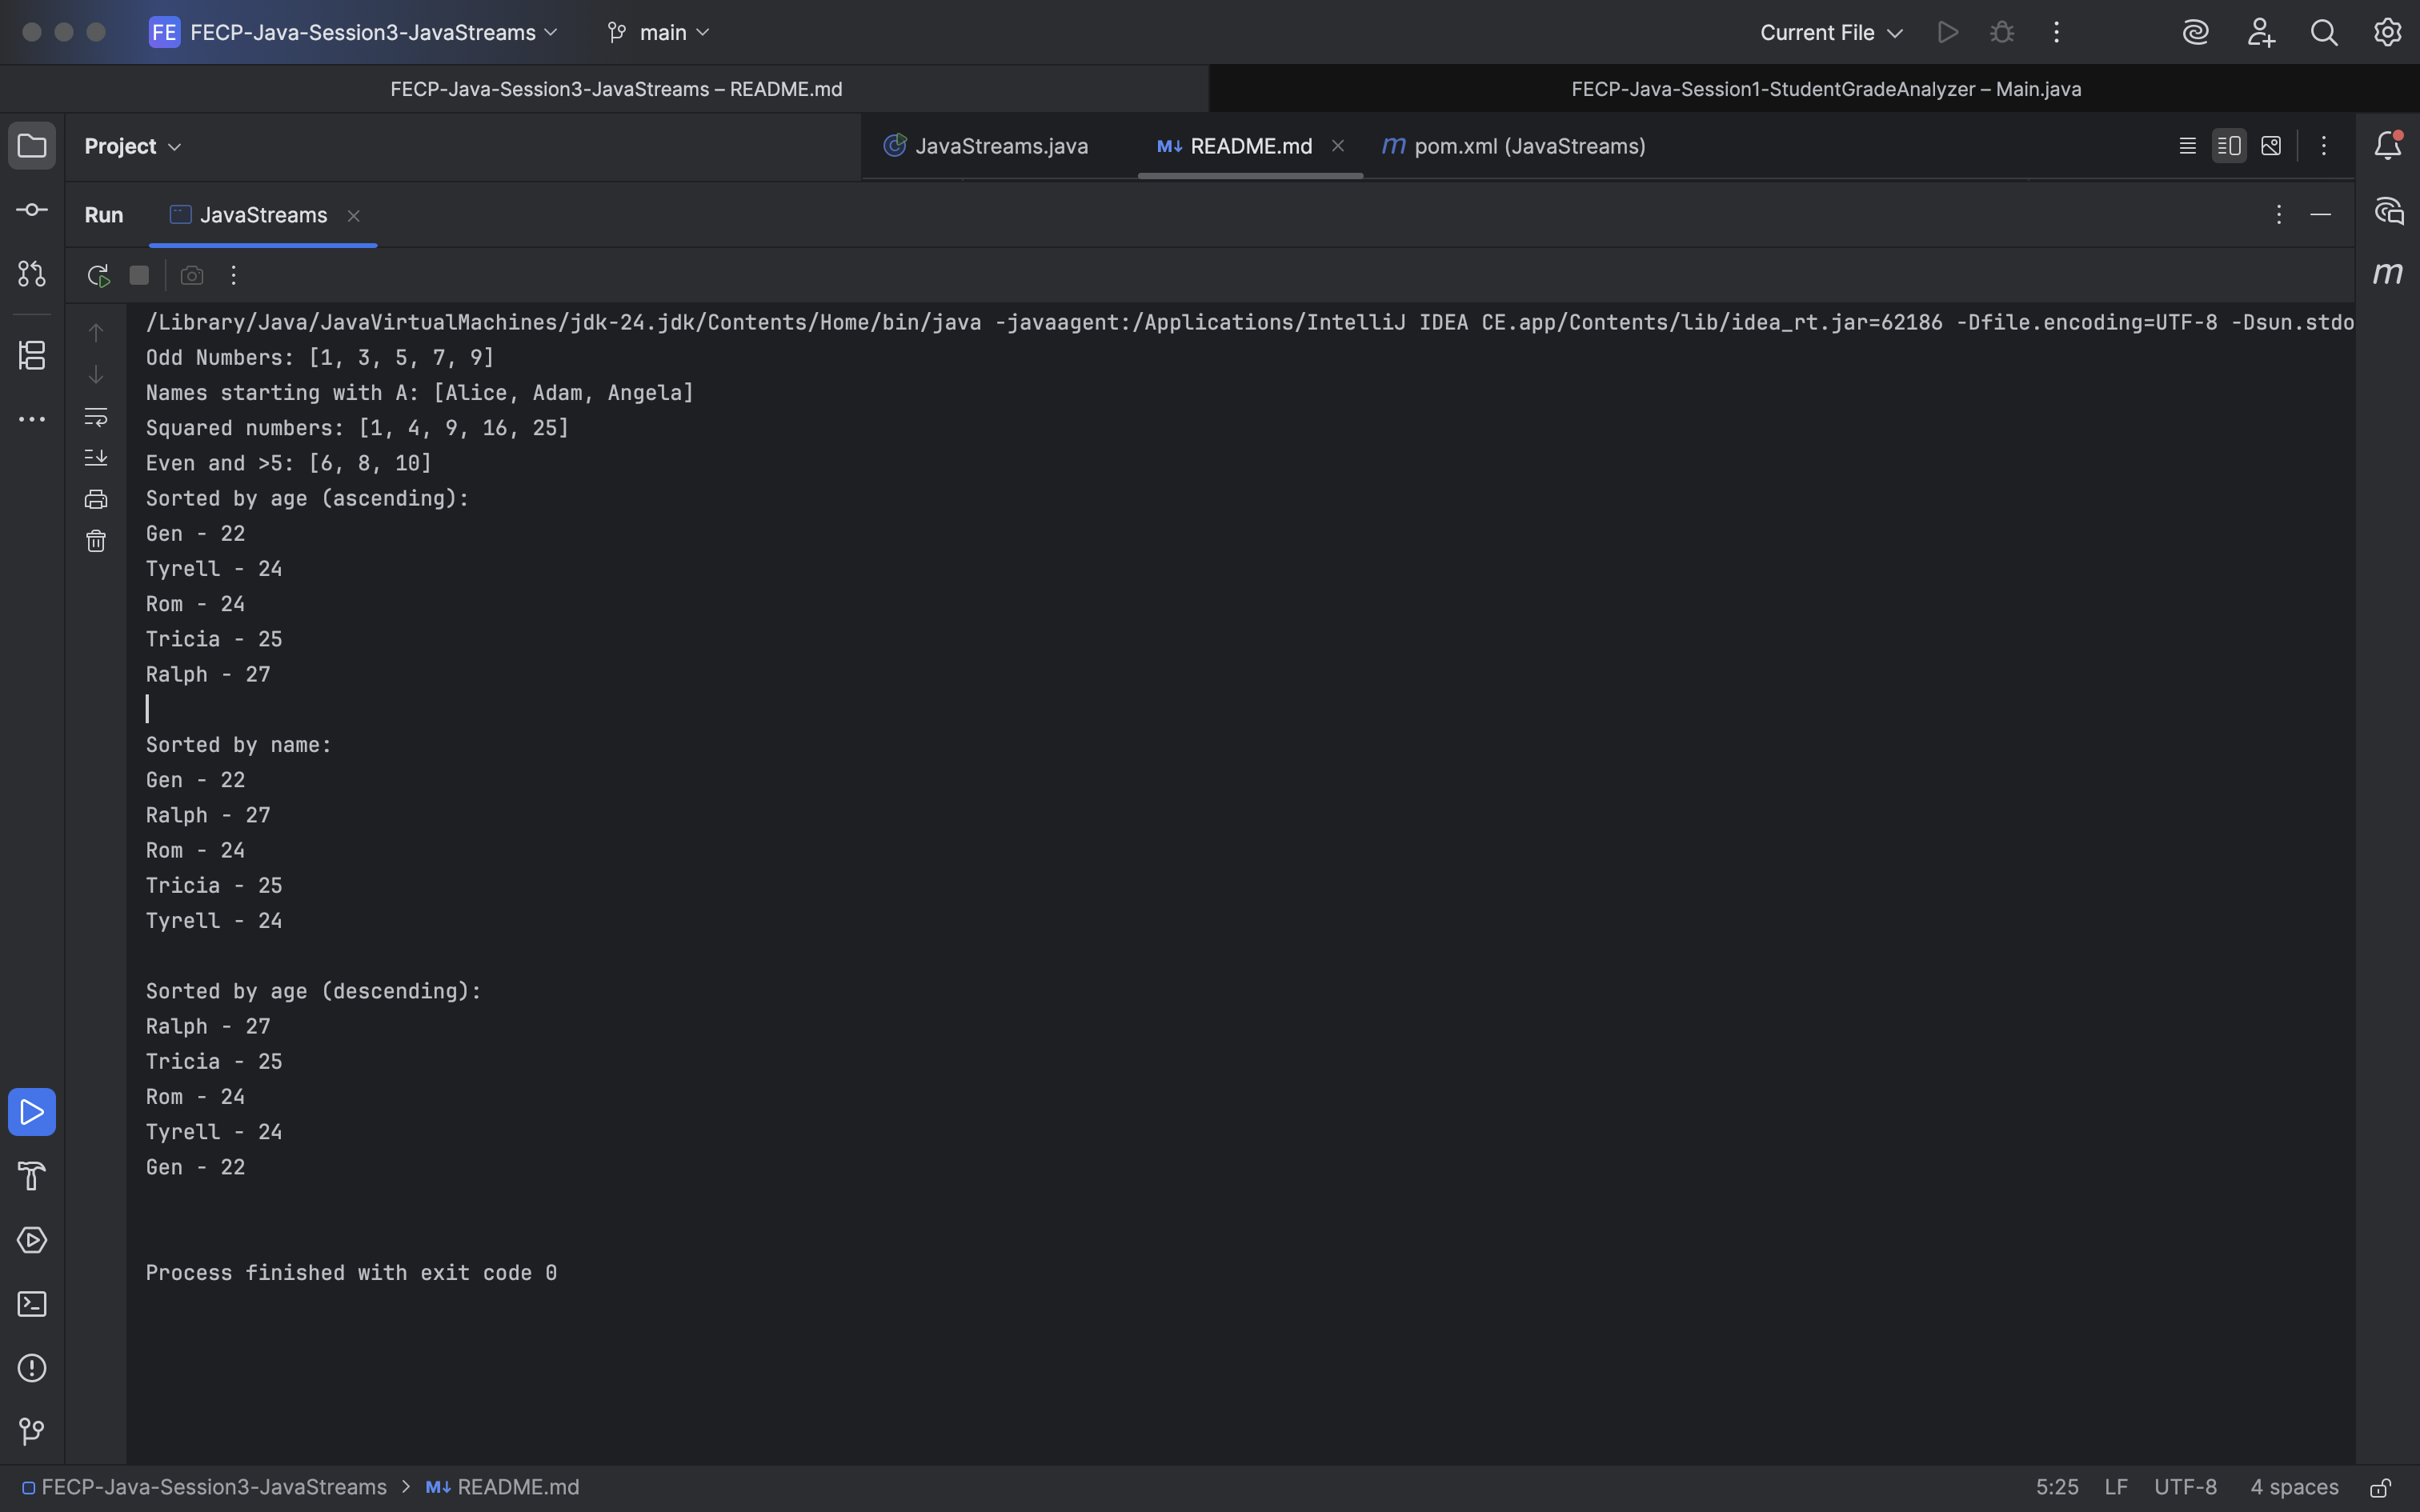 FE FECP-Java-Session3-JavaStreams main Current File
FECP-Java-Session3-JavaStreams – README.md FECP-Java-Session1-StudentGradeAnalyzer – Main.java
Project JavaStreams.java M↓ README.md m pom.xml (JavaStreams)
Run JavaStreams
/Library/Java/JavaVirtualMachines/jdk-24.jdk/Contents/Home/bin/java -javaagent:/Applications/IntelliJ IDEA CE.app/Contents/lib/idea_rt.jar=62186 -Dfile.encoding=UTF-8 -Dsun.stdo
Odd Numbers: [1, 3, 5, 7, 9]
Names starting with A: [Alice, Adam, Angela]
Squared numbers: [1, 4, 9, 16, 25]
Even and >5: [6, 8, 10]
Sorted by age (ascending):
Gen - 22
Tyrell - 24
Rom - 24
Tricia - 25
Ralph - 27
Sorted by name:
Gen - 22
Ralph - 27
Rom - 24
Tricia - 25
Tyrell - 24
Sorted by age (descending):
Ralph - 27
Tricia - 25
Rom - 24
Tyrell - 24
Gen - 22
Process finished with exit code 0
FECP-Java-Session3-JavaStreams > M↓ README.md 5:25 LF UTF-8 4 spaces